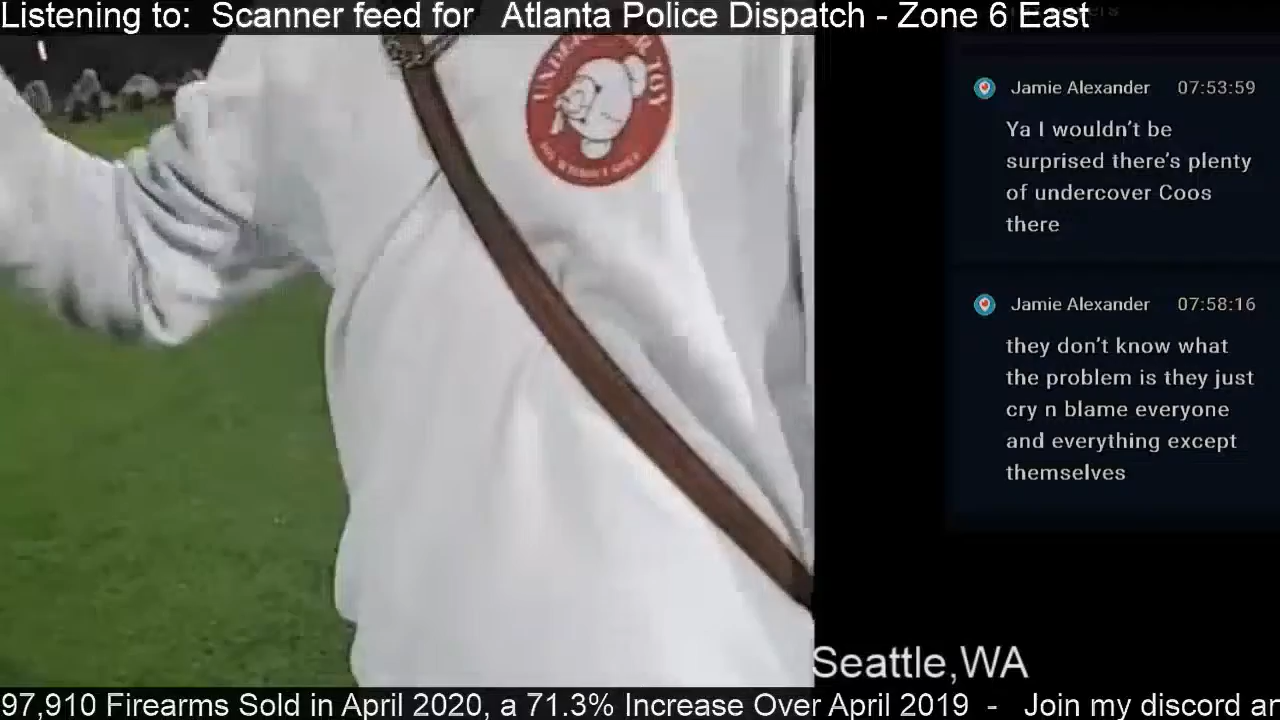 Listening to:  Scanner feed for   Atlanta Police Dispatch - Zone 6 East
Jamie Alexander 07:53:59
Ya I wouldn't be
surprised there's plenty
of undercover Coos
there
Jamie Alexander 07:58:16
they don't know what
the problem is they just
cry n blame everyone
and everything except
themselves
Seattle,WA
97,910 Firearms Sold in April 2020, a 71.3% Increase Over April 2019  -   Join my discord ar